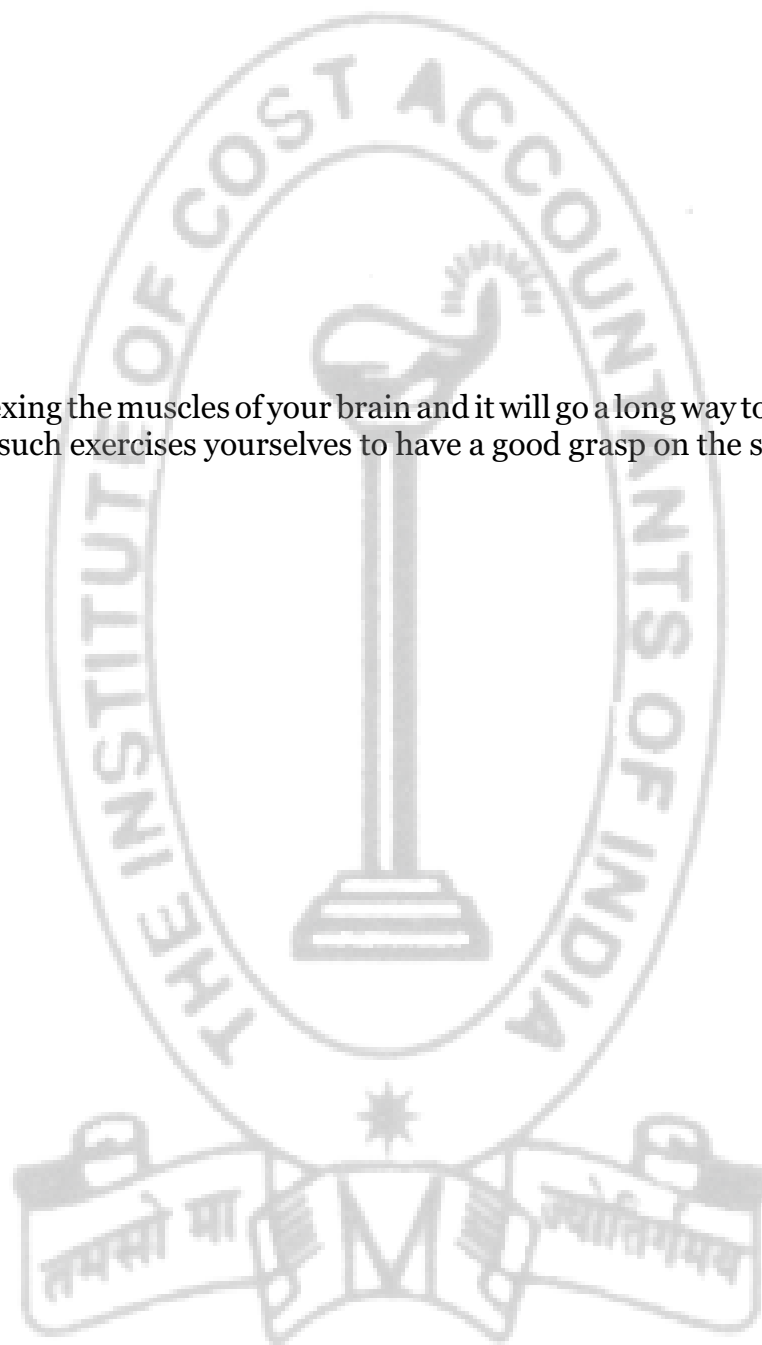 THE INSTITUTE OF COST ACCOUNTANTS OF INDIA
exing the muscles of your brain and it will go a long way to
such exercises yourselves to have a good grasp on the s
तमसो मा ज्योतिर्गमय